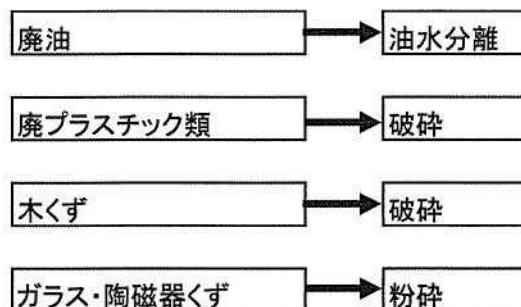 廃油 油水分離
廃プラスチック類 破砕
木くず 破砕
ガラス・陶磁器くず 粉砕